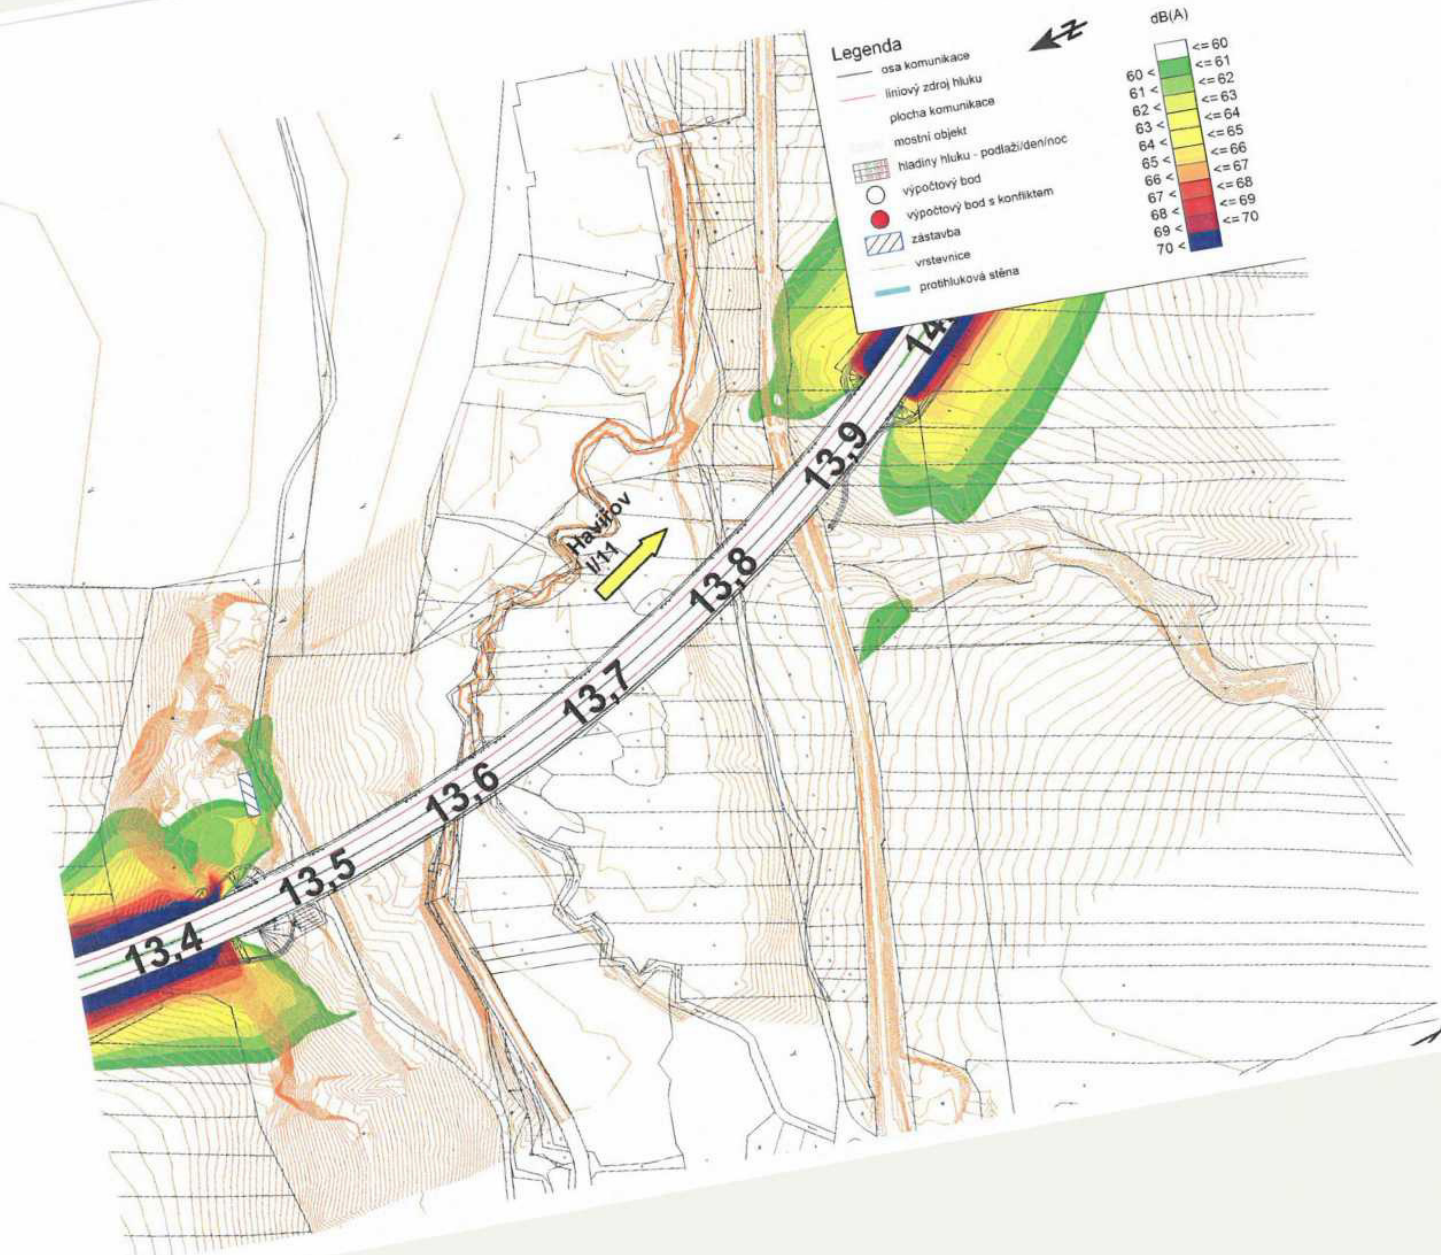 Legenda
osa komunikace
liniový zdroj hluku
plocha komunikace
mostní objekt
hladiny hluku - podlaží/den/noc
výpočtový bod
výpočtový bod s konfliktem
zástavba
vrstevnice
protihluková stěna
dB(A)
<= 60
60 < <= 61
61 < <= 62
62 < <= 63
63 < <= 64
64 < <= 65
65 < <= 66
66 < <= 67
67 < <= 68
68 < <= 69
69 < <= 70
70 <
13,9
Havířov
I/11
13,8
13,7
13,6
13,5
13,4